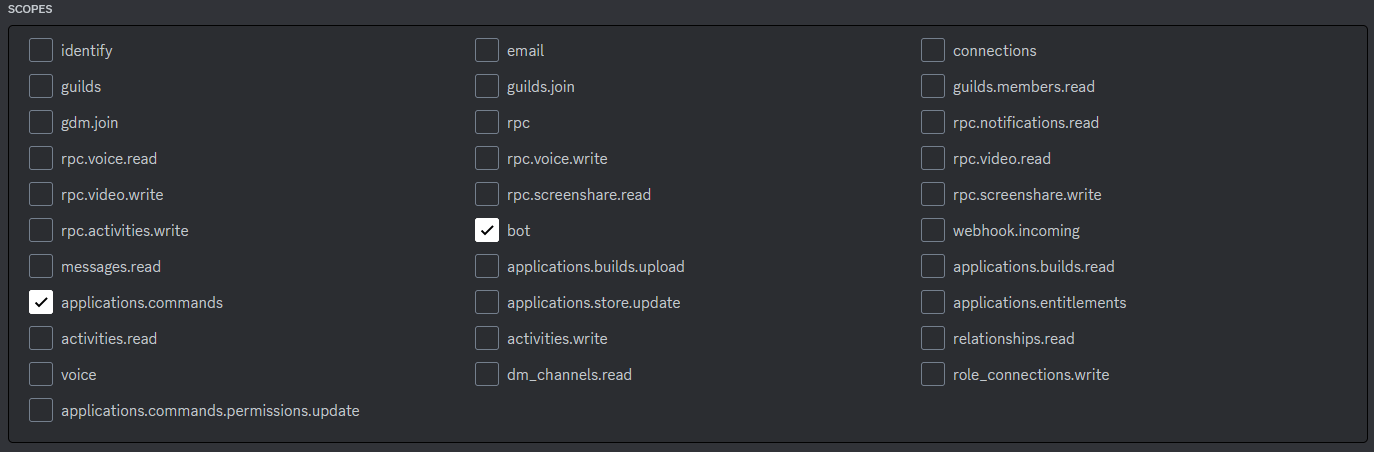 SCOPES
identify email connections
guilds guilds.join guilds.members.read
gdm.join rpc rpc.notifications.read
rpc.voice.read rpc.voice.write rpc.video.read
rpc.video.write rpc.screenshare.read rpc.screenshare.write
rpc.activities.write bot webhook.incoming
messages.read applications.builds.upload applications.builds.read
applications.commands applications.store.update applications.entitlements
activities.read activities.write relationships.read
voice dm_channels.read role_connections.write
applications.commands.permissions.update